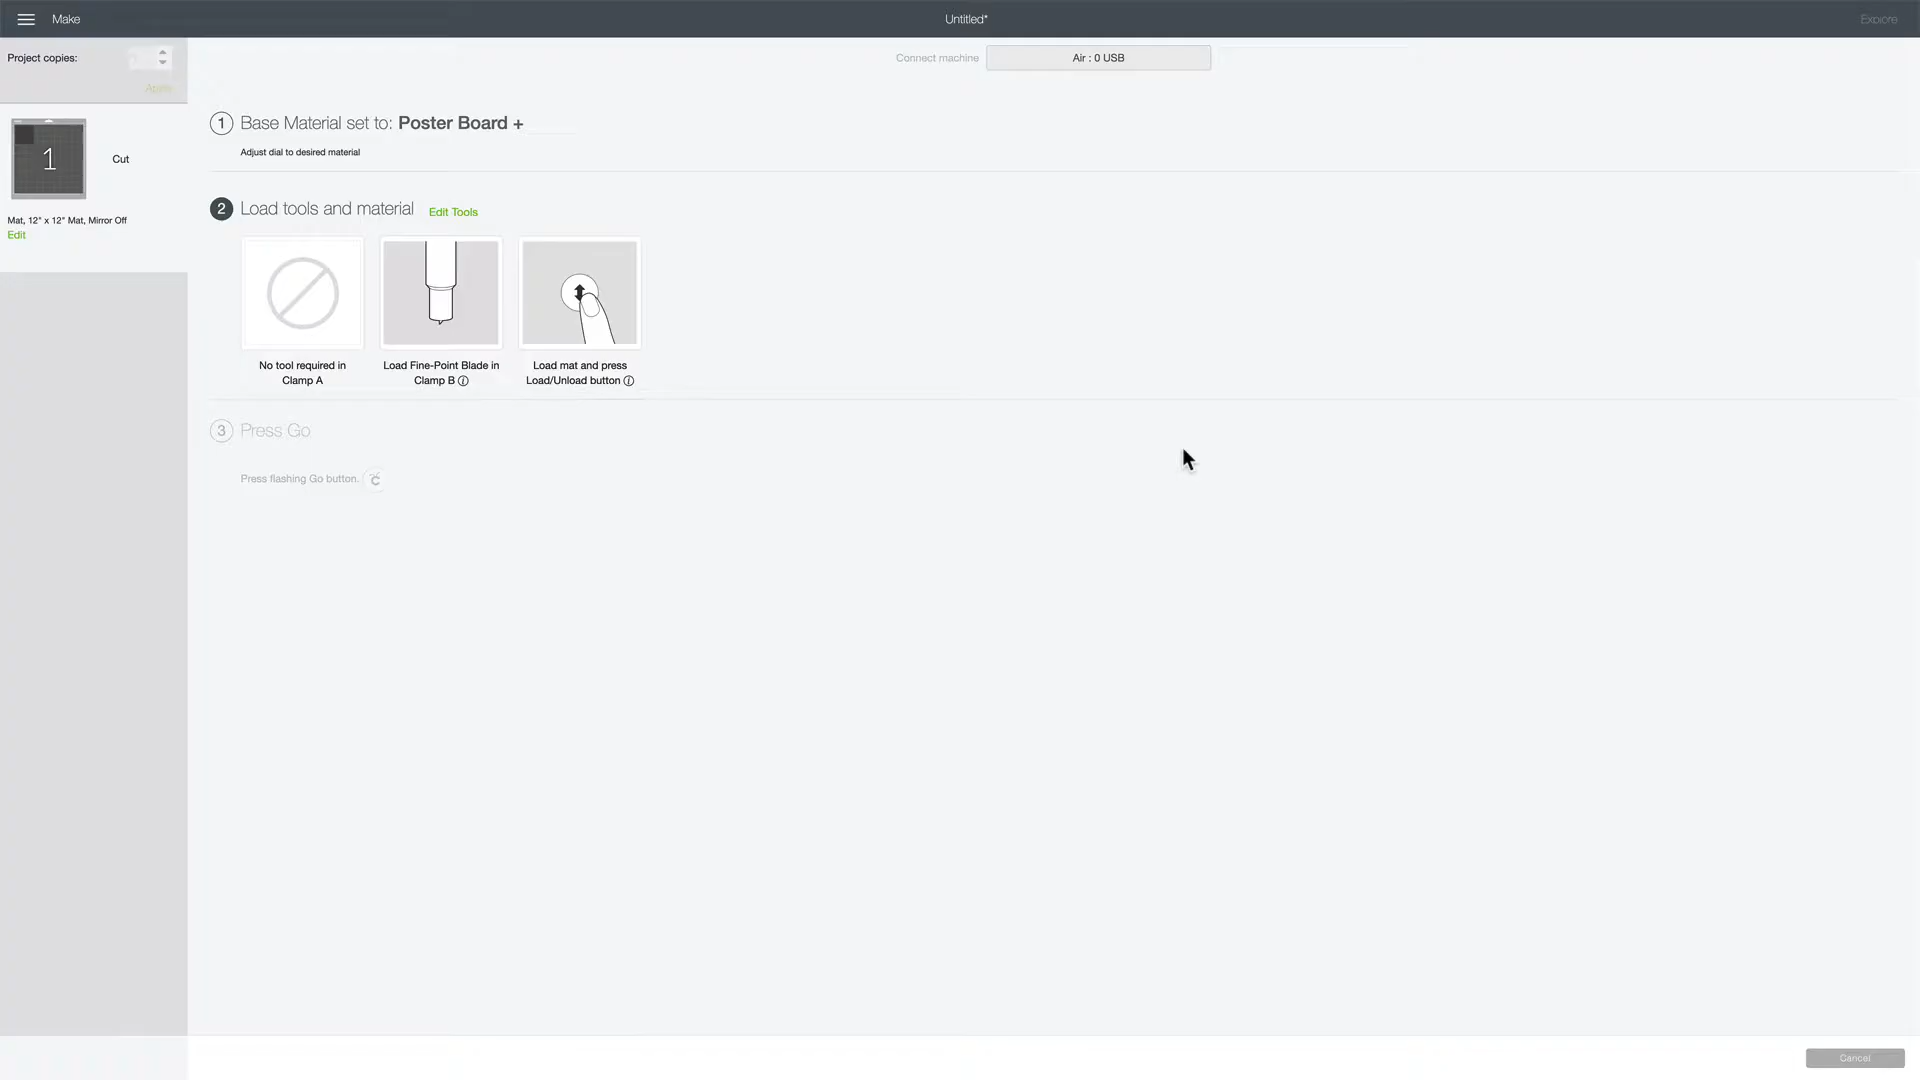 Make
Untitled*
Explore
Project copies:
Apply
Connect machine
Air : 0 USB
1 Base Material set to: Poster Board +
Adjust dial to desired material
1
Cut
Mat, 12" x 12" Mat, Mirror Off
Edit
2 Load tools and material Edit Tools
No tool required in
Clamp A
Load Fine-Point Blade in
Clamp B
Load mat and press
Load/Unload button
3 Press Go
Press flashing Go button.
Cancel